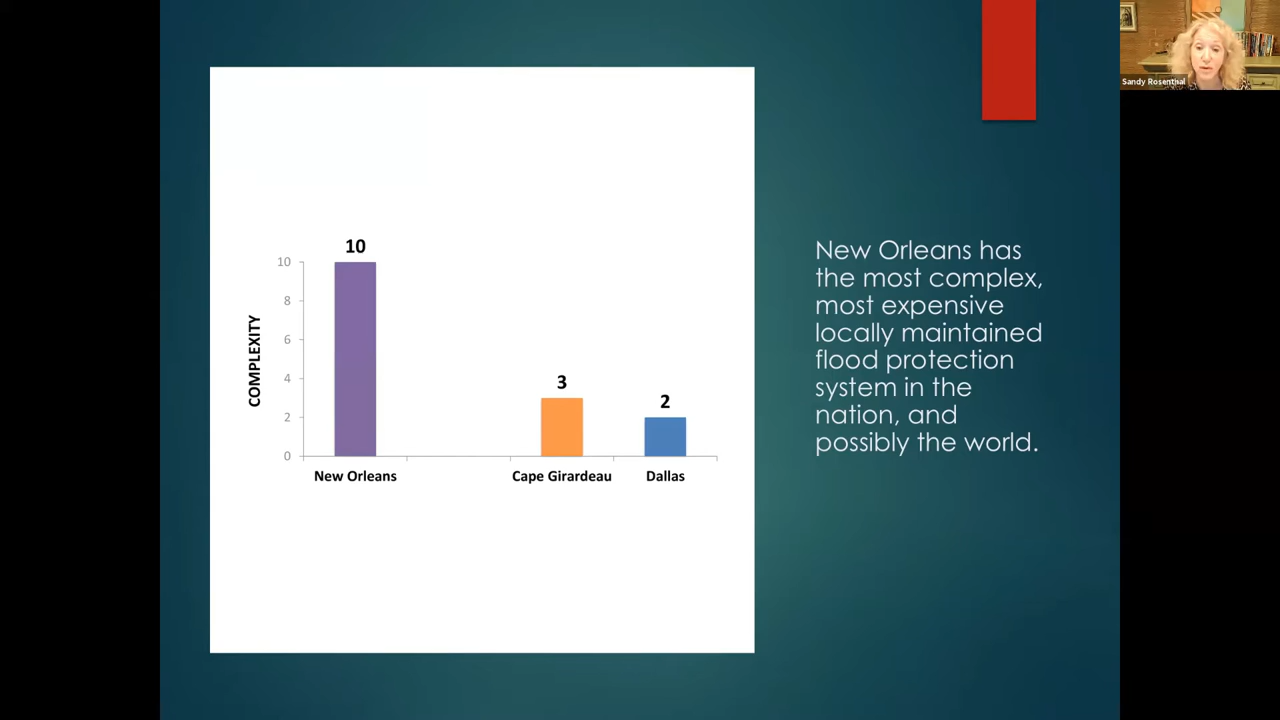 Sandy Rosenthal
10
10
8
6
4
2
0
COMPLEXITY
3
2
New Orleans
Cape Girardeau
Dallas
New Orleans has
the most complex,
most expensive
locally maintained
flood protection
system in the
nation, and
possibly the world.